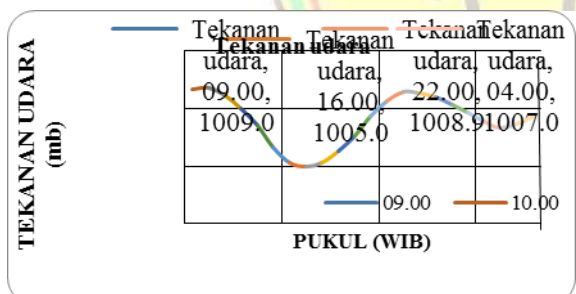 Tekanan udara
Tekanan udara, 09.00, 1009.0
Tekanan udara, 16.00, 1005.0
Tekanan udara, 22.00, 1008.9
Tekanan udara, 04.00, 1007.0
TEKANAN UDARA (mb)
09.00
10.00
PUKUL (WIB)